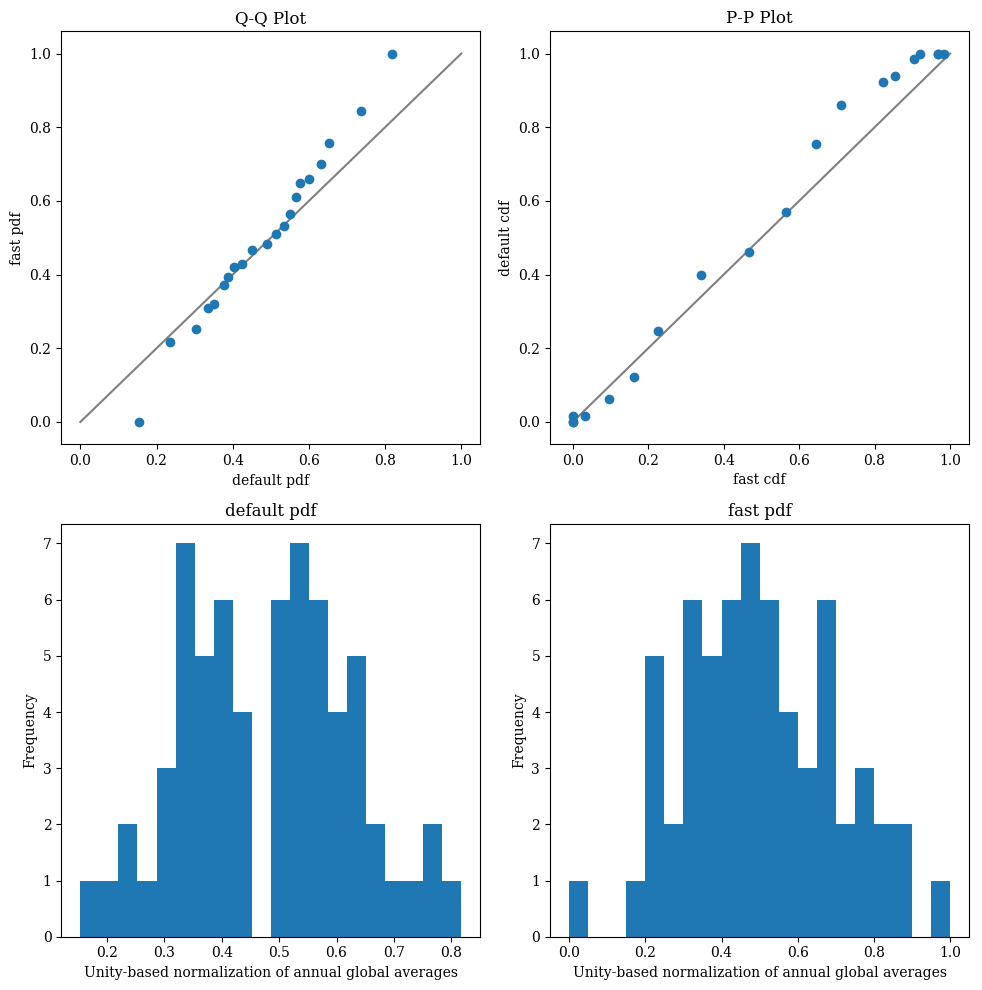 Q-Q Plot
1.0
0.8
0.6
0.4
0.2
0.0
fast pdf
0.0 0.2 0.4 0.6 0.8 1.0
default pdf
P-P Plot
1.0
0.8
0.6
0.4
0.2
0.0
default cdf
0.0 0.2 0.4 0.6 0.8 1.0
fast cdf
default pdf
7
6
5
4
3
2
1
0
Frequency
0.2 0.3 0.4 0.5 0.6 0.7 0.8
Unity-based normalization of annual global averages
fast pdf
7
6
5
4
3
2
1
0
Frequency
0.0 0.2 0.4 0.6 0.8 1.0
Unity-based normalization of annual global averages